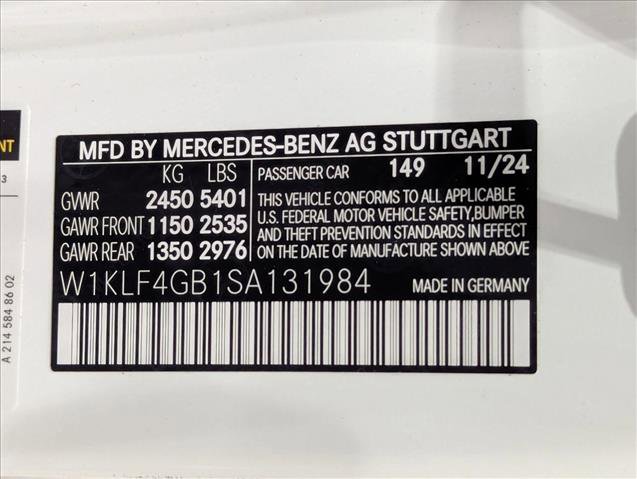 MFD BY MERCEDES-BENZ AG STUTTGART
KG LBS
GVWR 2450 5401
GAWR FRONT 1150 2535
GAWR REAR 1350 2976
PASSENGER CAR 149 11/24
THIS VEHICLE CONFORMS TO ALL APPLICABLE
U.S. FEDERAL MOTOR VEHICLE SAFETY,BUMPER
AND THEFT PREVENTION STANDARDS IN EFFECT
ON THE DATE OF MANUFACTURE SHOWN ABOVE.
W1KLF4GB1SA131984
MADE IN GERMANY
NT
3
A 214 584 86 02